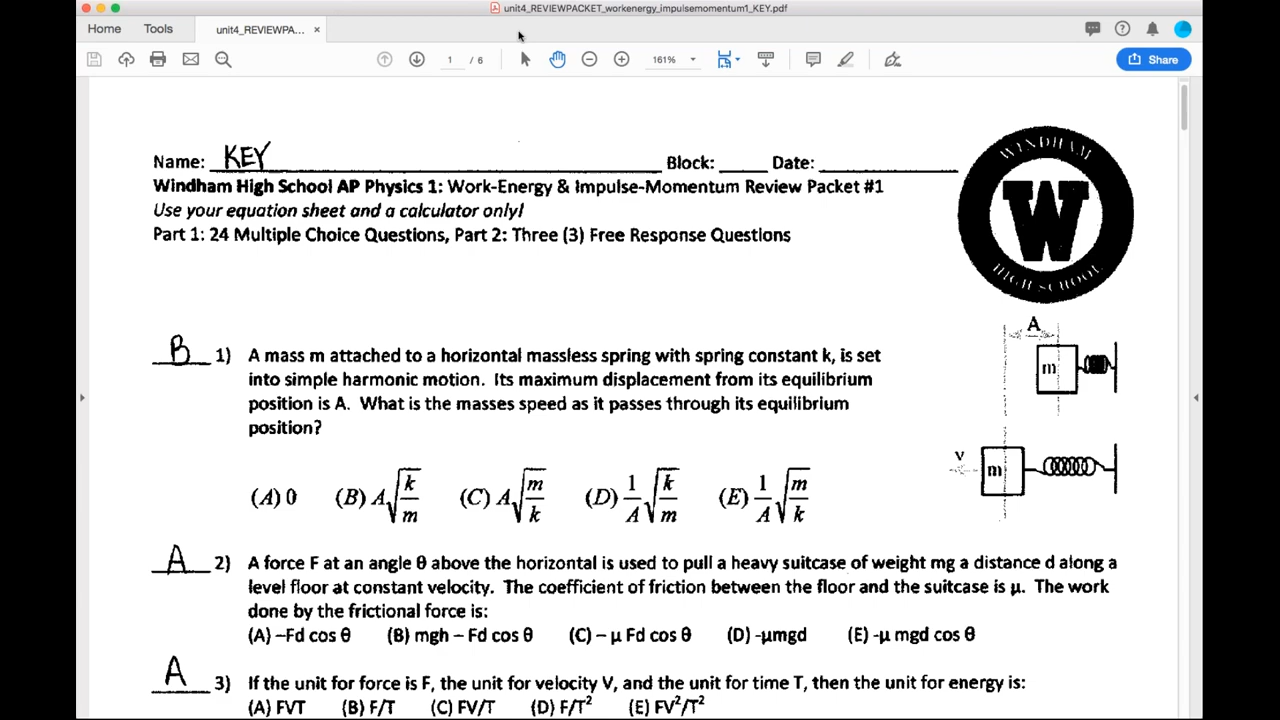 unit4_REVIEWPACKET_workenergy_impulsemomentum1_KEY.pdf
Home Tools unit4_REVIEWPA... ×
1 / 6 161% Share
Name: KEY Block: Date:
Windham High School AP Physics 1: Work-Energy & Impulse-Momentum Review Packet #1
Use your equation sheet and a calculator only!
Part 1: 24 Multiple Choice Questions, Part 2: Three (3) Free Response Questions
WINDHAM
W
HIGH SCHOOL
B 1) A mass m attached to a horizontal massless spring with spring constant k, is set
into simple harmonic motion. Its maximum displacement from its equilibrium
position is A. What is the masses speed as it passes through its equilibrium
position?
A
m
v
m
(A) 0 (B) A√(k/m) (C) A√(m/k) (D) 1/A √(k/m) (E) 1/A √(m/k)
A 2) A force F at an angle θ above the horizontal is used to pull a heavy suitcase of weight mg a distance d along a
level floor at constant velocity. The coefficient of friction between the floor and the suitcase is μ. The work
done by the frictional force is:
(A) –Fd cos θ (B) mgh – Fd cos θ (C) – μ Fd cos θ (D) -μmgd (E) -μ mgd cos θ
A 3) If the unit for force is F, the unit for velocity V, and the unit for time T, then the unit for energy is:
(A) FVT (B) F/T (C) FV/T (D) F/T² (E) FV²/T²